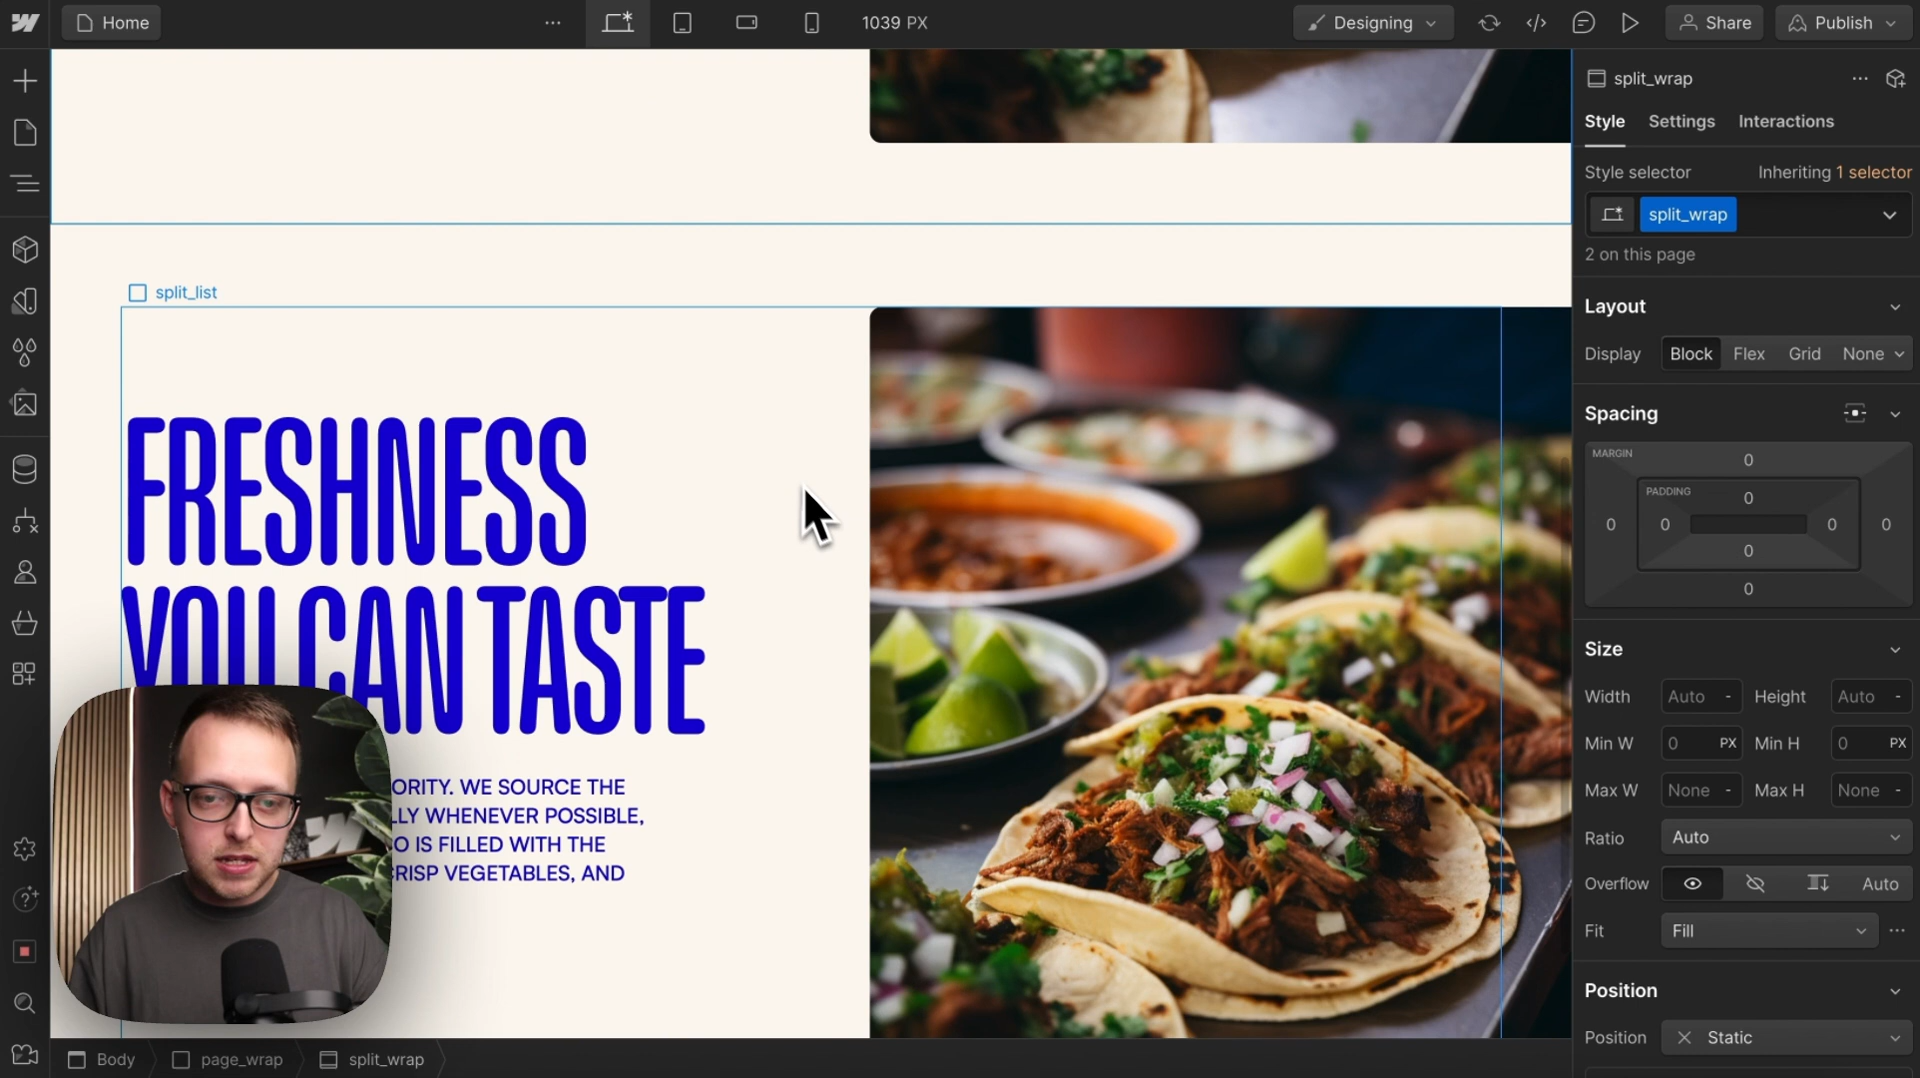 Home
1039 PX
Designing
Share
Publish
split_wrap
Style Settings Interactions
Style selector Inheriting 1 selector
split_wrap
2 on this page
Layout
Display Block Flex Grid None
Spacing
MARGIN
0
PADDING
0
0 0 0 0
0
0
Size
Width Auto - Height Auto -
Min W 0 PX Min H 0 PX
Max W None - Max H None -
Ratio Auto
Overflow Auto
Fit Fill
Position
Position Static
split_list
FRESHNESS
YOU CAN TASTE
ORITY. WE SOURCE THE
LLY WHENEVER POSSIBLE,
O IS FILLED WITH THE
CRISP VEGETABLES, AND
Body page_wrap split_wrap